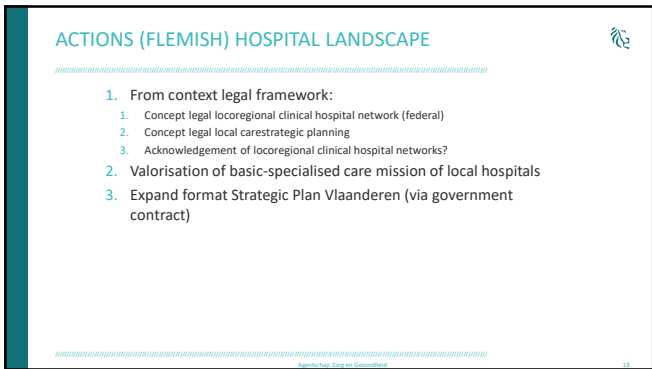 ACTIONS (FLEMISH) HOSPITAL LANDSCAPE
1. From context legal framework:
1. Concept legal locoregional clinical hospital network (federal)
2. Concept legal local carestrategic planning
3. Acknowledgement of locoregional clinical hospital networks?
2. Valorisation of basic-specialised care mission of local hospitals
3. Expand format Strategic Plan Vlaanderen (via government
contract)
Agentschap Zorg en Gezondheid
18